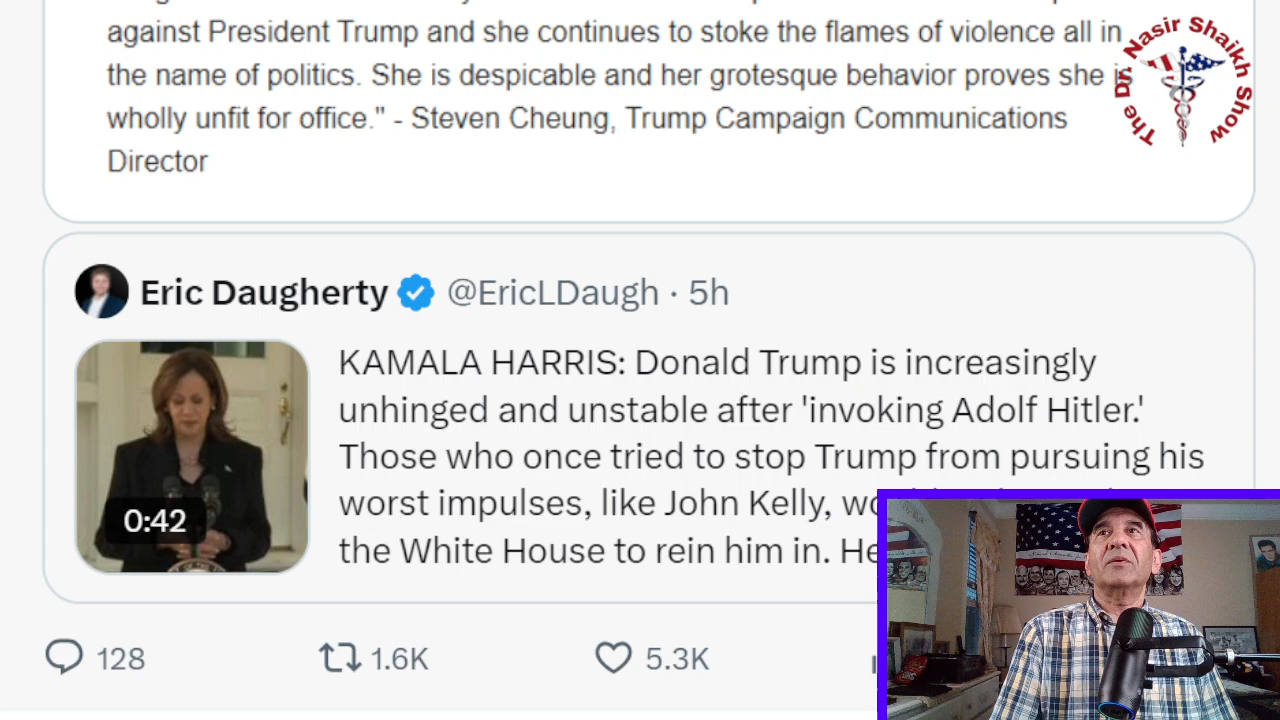 against President Trump and she continues to stoke the flames of violence all in
the name of politics. She is despicable and her grotesque behavior proves she is
wholly unfit for office." - Steven Cheung, Trump Campaign Communications
Director
The Dr. Nasir Shaikh Show
Eric Daugherty @EricLDaugh · 5h
KAMALA HARRIS: Donald Trump is increasingly
unhinged and unstable after 'invoking Adolf Hitler.'
Those who once tried to stop Trump from pursuing his
worst impulses, like John Kelly,
the White House to rein him in. He
0:42
128 1.6K 5.3K